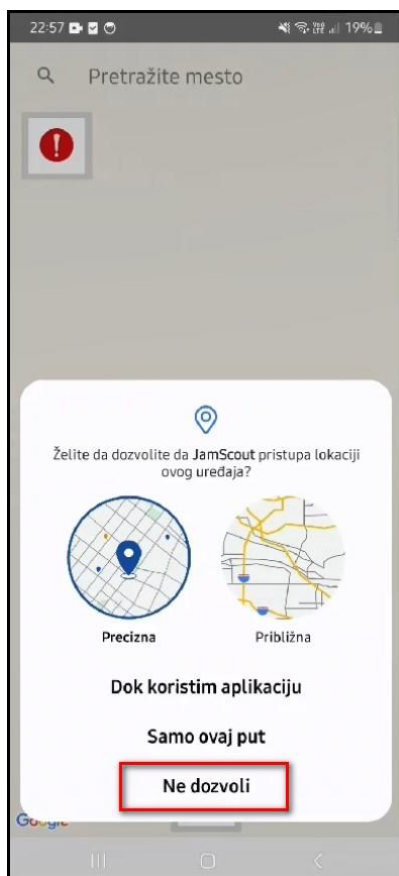 22:57 19%
Pretražite mesto
Želite da dozvolite da JamScout pristupa lokaciji
ovog uređaja?
Precizna
Približna
Dok koristim aplikaciju
Samo ovaj put
Ne dozvoli
Google